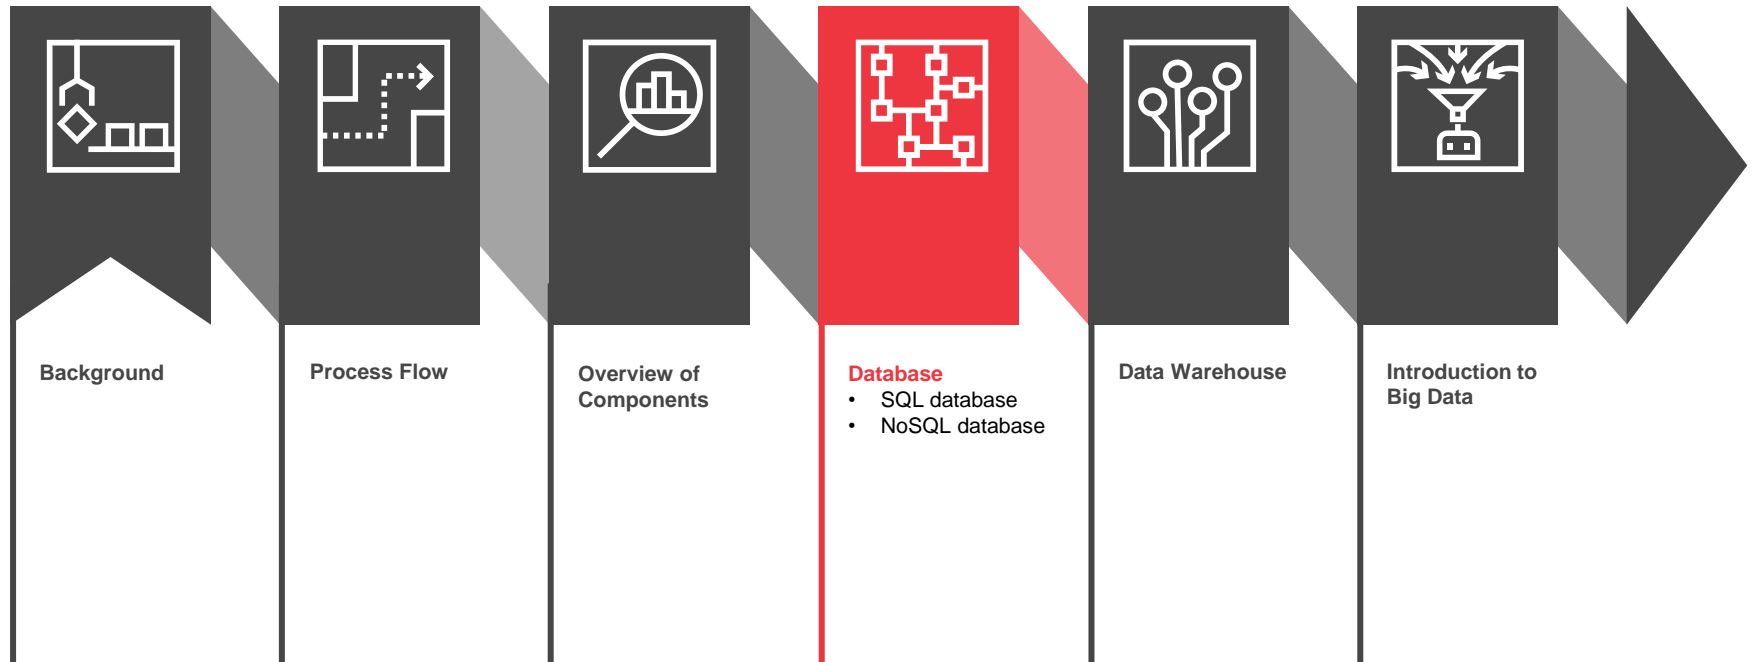 Background
Process Flow
Overview of
Components
Database
• SQL database
• NoSQL database
Data Warehouse
Introduction to
Big Data